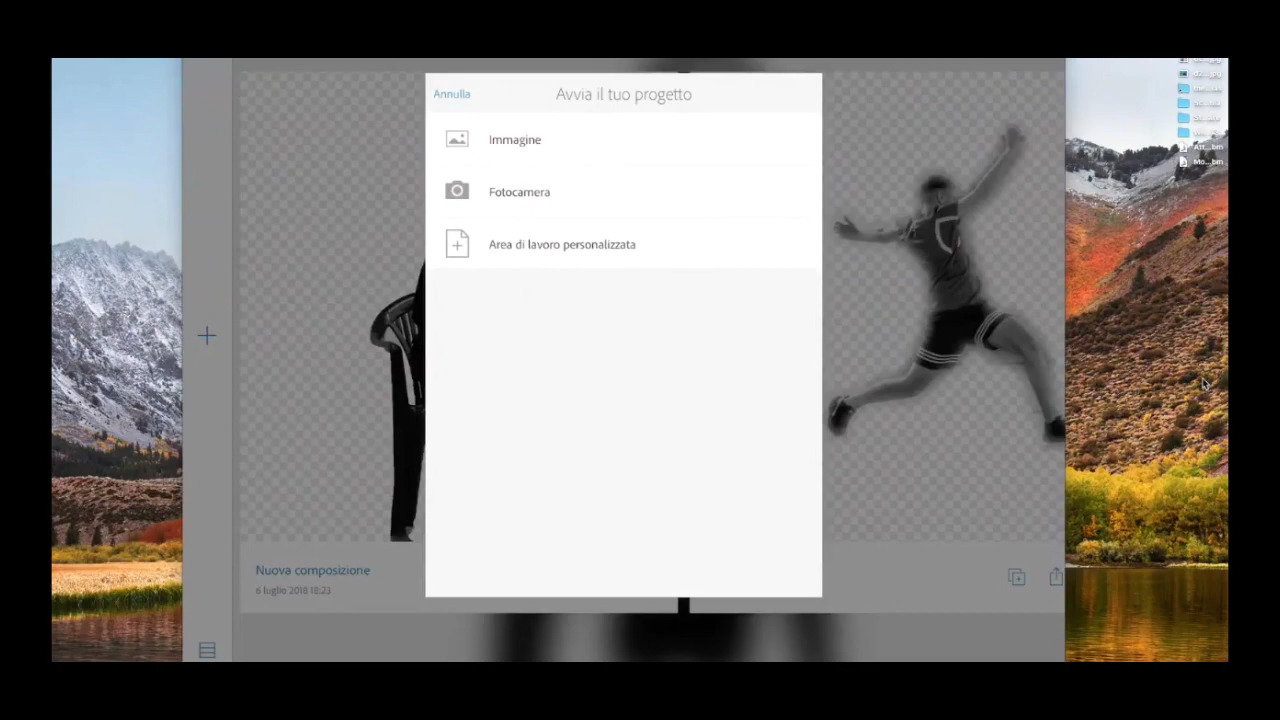 Annulla
Avvia il tuo progetto
Immagine
Fotocamera
Area di lavoro personalizzata
Nuova composizione
6 luglio 2018 18:23